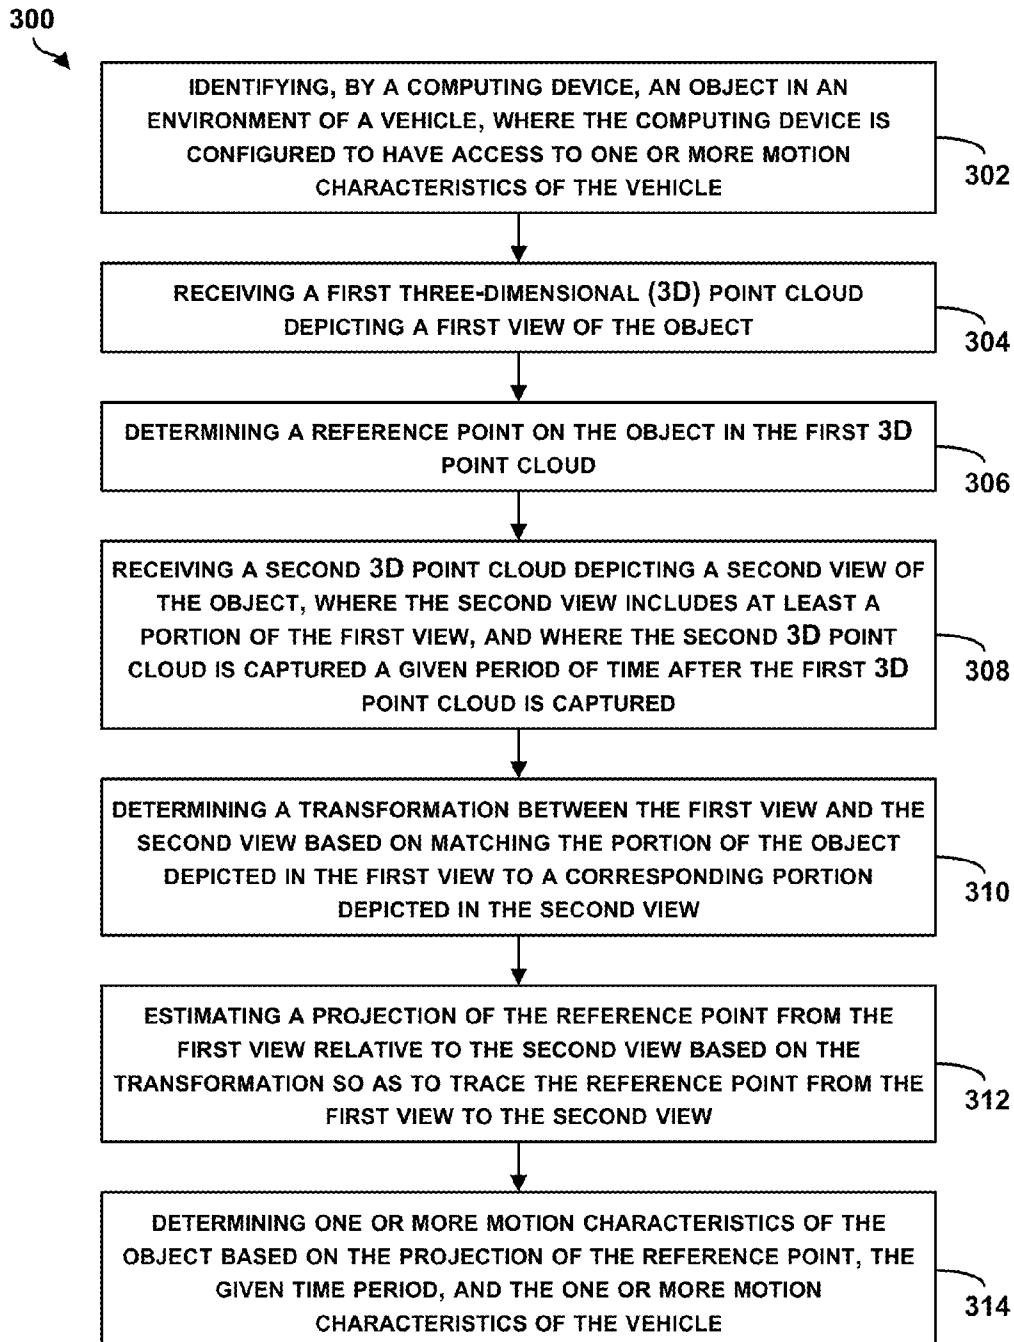 300
IDENTIFYING, BY A COMPUTING DEVICE, AN OBJECT IN AN
ENVIRONMENT OF A VEHICLE, WHERE THE COMPUTING DEVICE IS
CONFIGURED TO HAVE ACCESS TO ONE OR MORE MOTION
CHARACTERISTICS OF THE VEHICLE
302
RECEIVING A FIRST THREE-DIMENSIONAL (3D) POINT CLOUD
DEPICTING A FIRST VIEW OF THE OBJECT
304
DETERMINING A REFERENCE POINT ON THE OBJECT IN THE FIRST 3D
POINT CLOUD
306
RECEIVING A SECOND 3D POINT CLOUD DEPICTING A SECOND VIEW OF
THE OBJECT, WHERE THE SECOND VIEW INCLUDES AT LEAST A
PORTION OF THE FIRST VIEW, AND WHERE THE SECOND 3D POINT
CLOUD IS CAPTURED A GIVEN PERIOD OF TIME AFTER THE FIRST 3D
POINT CLOUD IS CAPTURED
308
DETERMINING A TRANSFORMATION BETWEEN THE FIRST VIEW AND THE
SECOND VIEW BASED ON MATCHING THE PORTION OF THE OBJECT
DEPICTED IN THE FIRST VIEW TO A CORRESPONDING PORTION
DEPICTED IN THE SECOND VIEW
310
ESTIMATING A PROJECTION OF THE REFERENCE POINT FROM THE
FIRST VIEW RELATIVE TO THE SECOND VIEW BASED ON THE
TRANSFORMATION SO AS TO TRACE THE REFERENCE POINT FROM THE
FIRST VIEW TO THE SECOND VIEW
312
DETERMINING ONE OR MORE MOTION CHARACTERISTICS OF THE
OBJECT BASED ON THE PROJECTION OF THE REFERENCE POINT, THE
GIVEN TIME PERIOD, AND THE ONE OR MORE MOTION
CHARACTERISTICS OF THE VEHICLE
314